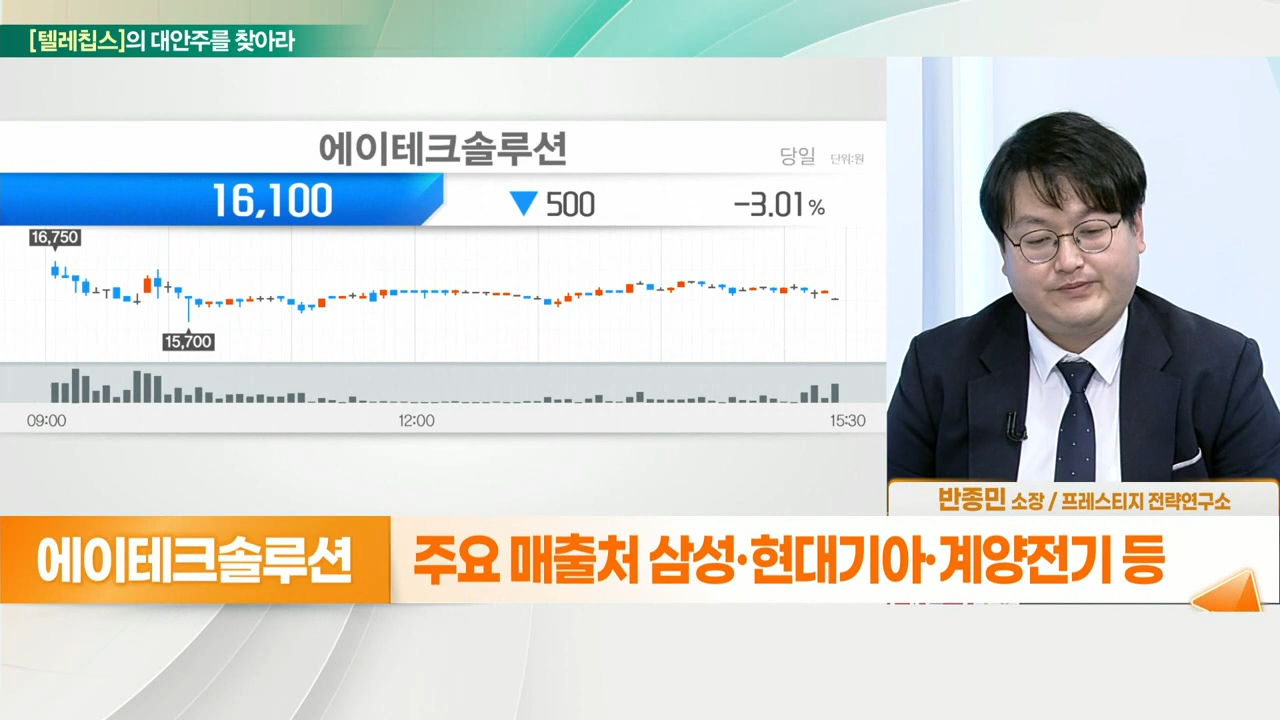 [텔레칩스]의 대안주를 찾아라
에이테크솔루션
당일 단위:원
16,100 ▼ 500 -3.01%
16,750
15,700
09:00 12:00 15:30
반종민 소장 / 프레스티지 전략연구소
에이테크솔루션 주요 매출처 삼성·현대기아·계양전기 등